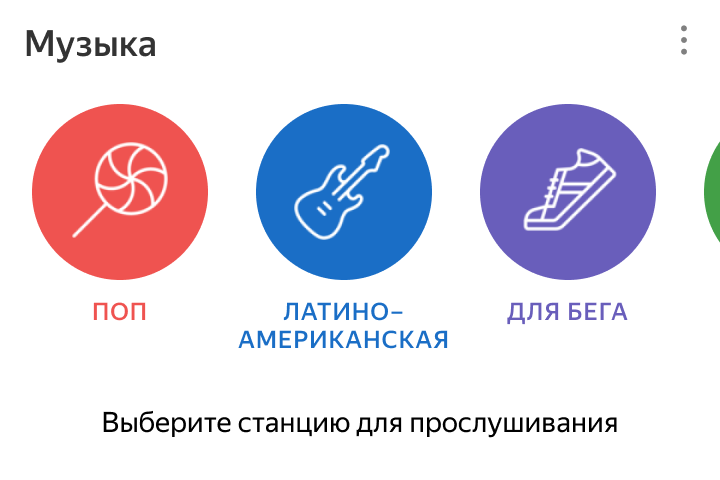 Музыка
ПОП
ЛАТИНО-
АМЕРИКАНСКАЯ
ДЛЯ БЕГА
Выберите станцию для прослушивания